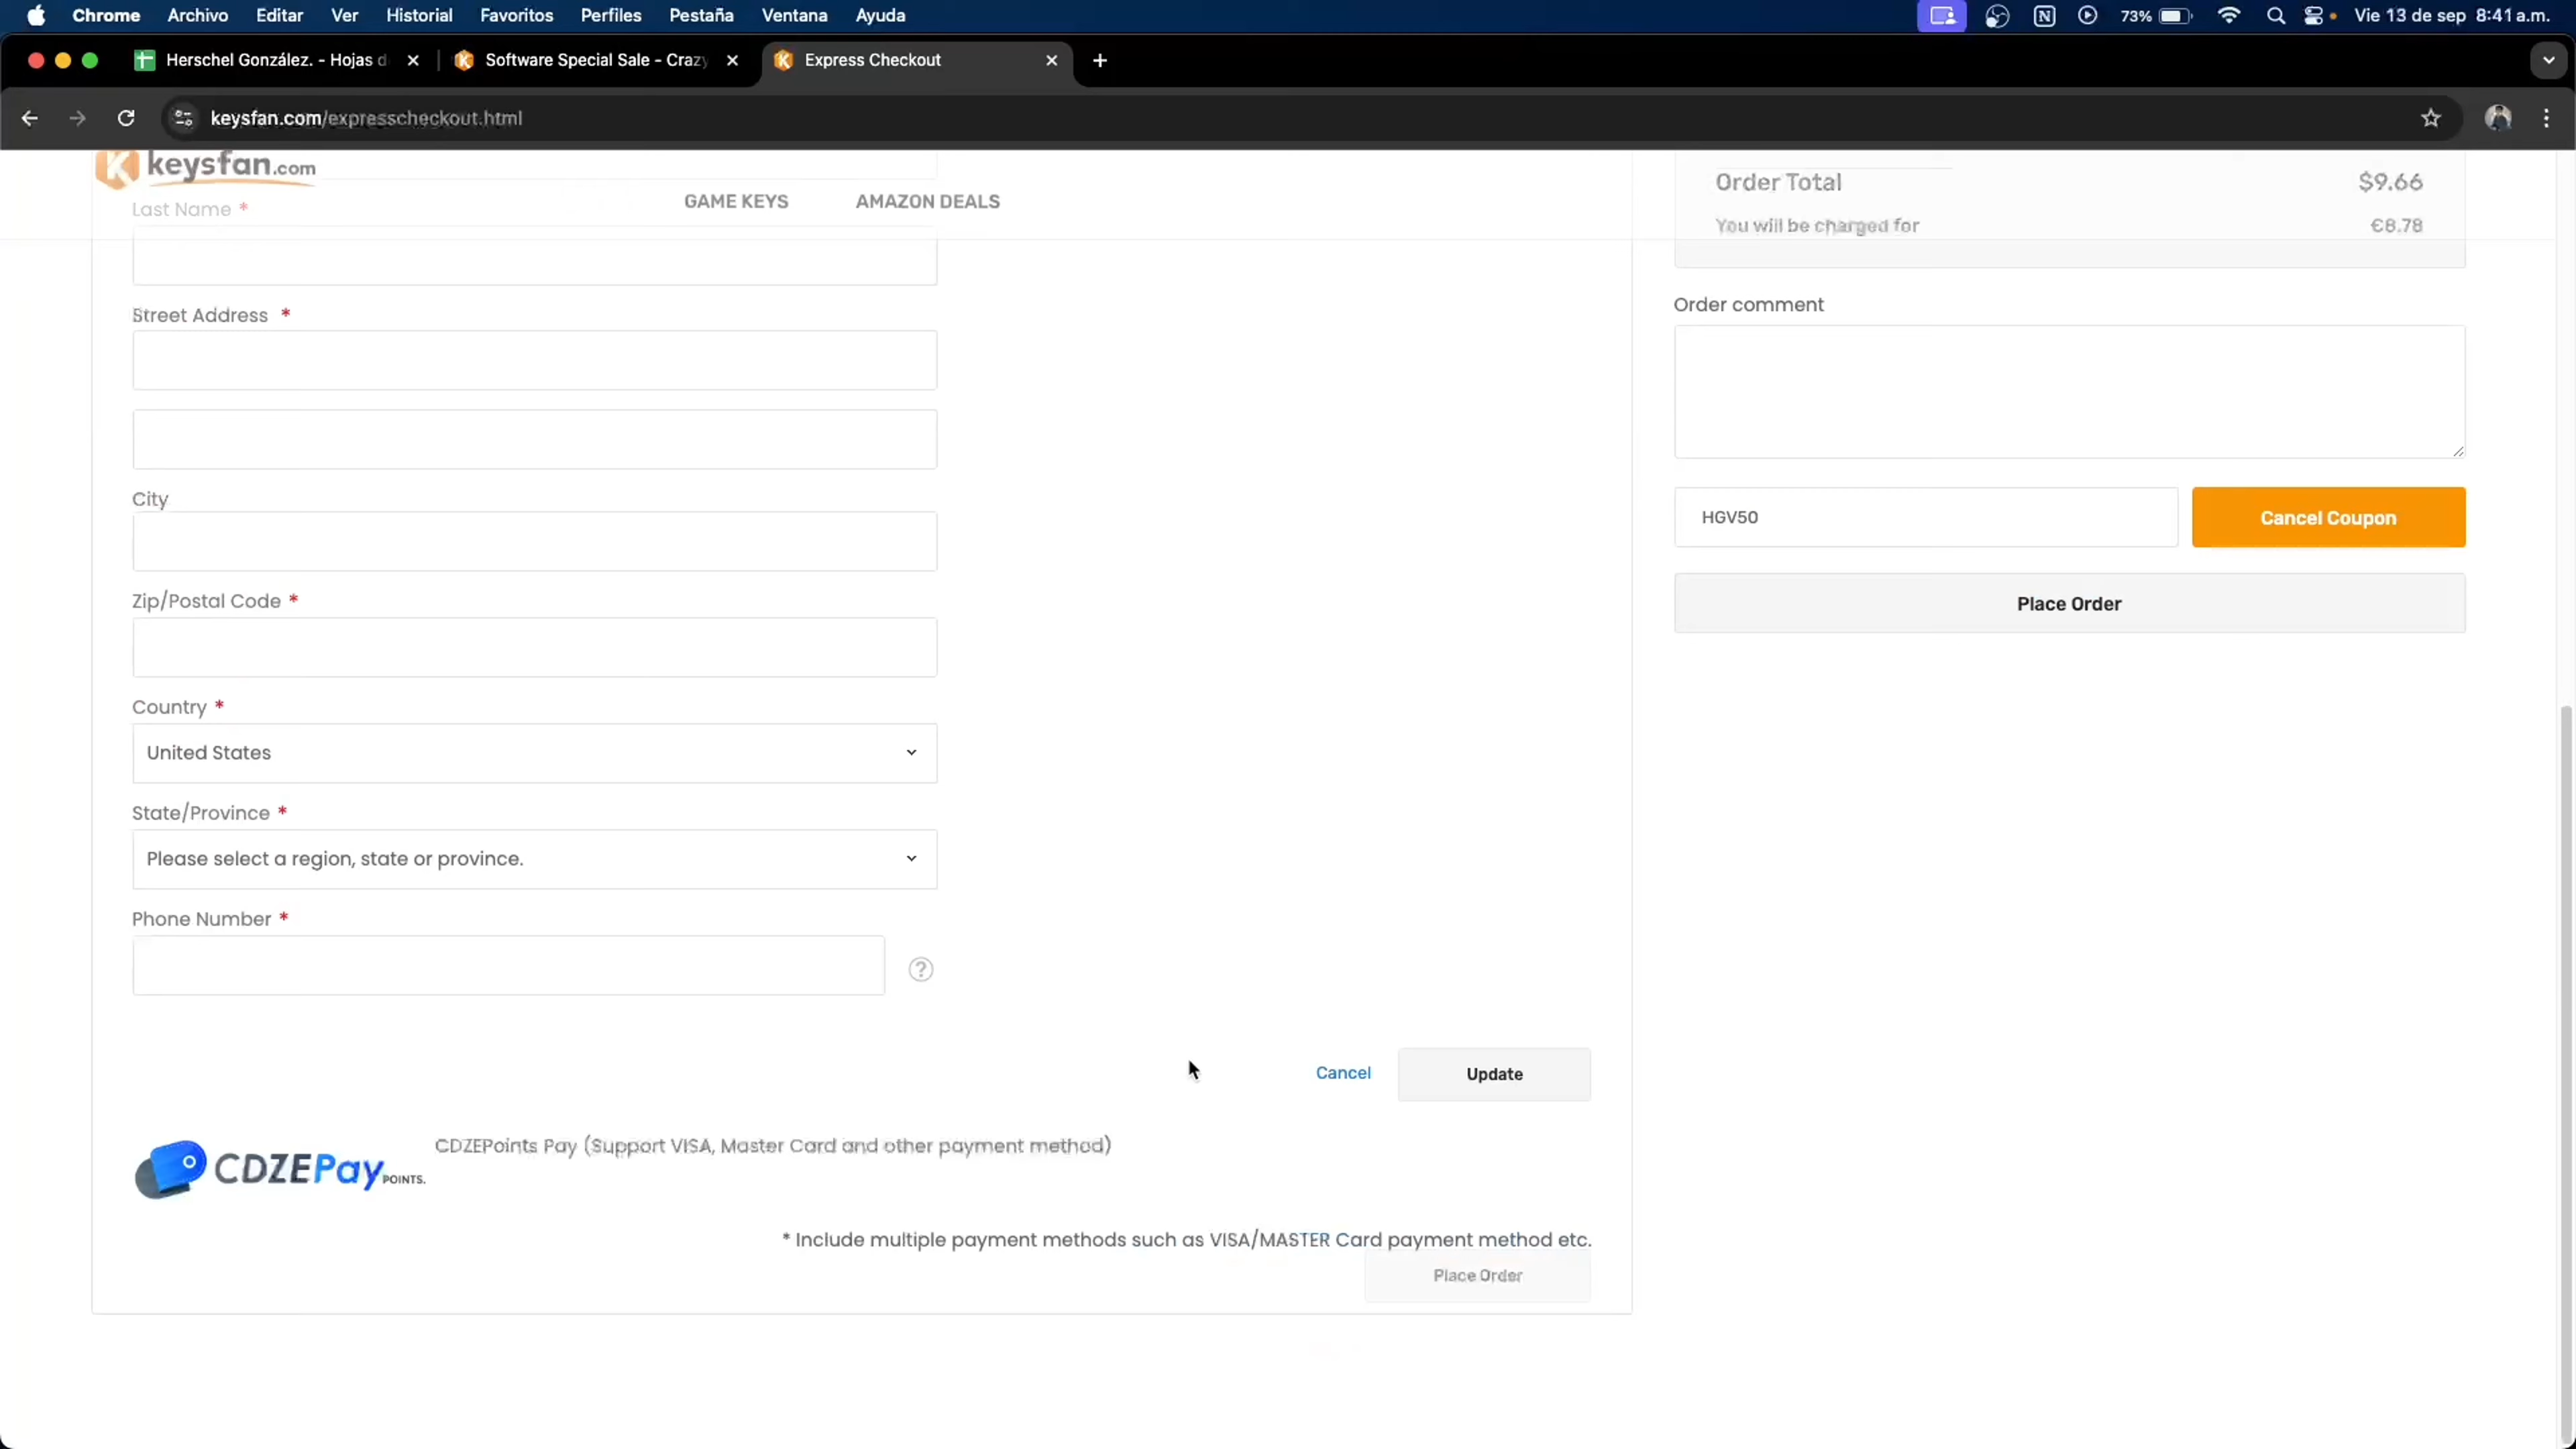 Chrome Archivo Editar Ver Historial Favoritos Perfiles Pestaña Ventana Ayuda
73% Vie 13 de sep 8:41 a.m.
Herschel González. - Hojas d
Software Special Sale - Crazy
Express Checkout
keysfan.com/expresscheckout.html
keysfan.com
GAME KEYS AMAZON DEALS
Last Name *
Street Address *
City
Zip/Postal Code *
Country *
United States
State/Province *
Please select a region, state or province.
Phone Number *
?
Cancel Update
CDZEPay POINTS.
CDZEPoints Pay (Support VISA, Master Card and other payment method)
* Include multiple payment methods such as VISA/MASTER Card payment method etc.
Place Order
Order Total $9.66
You will be charged for €8.78
Order comment
HGV50 Cancel Coupon
Place Order